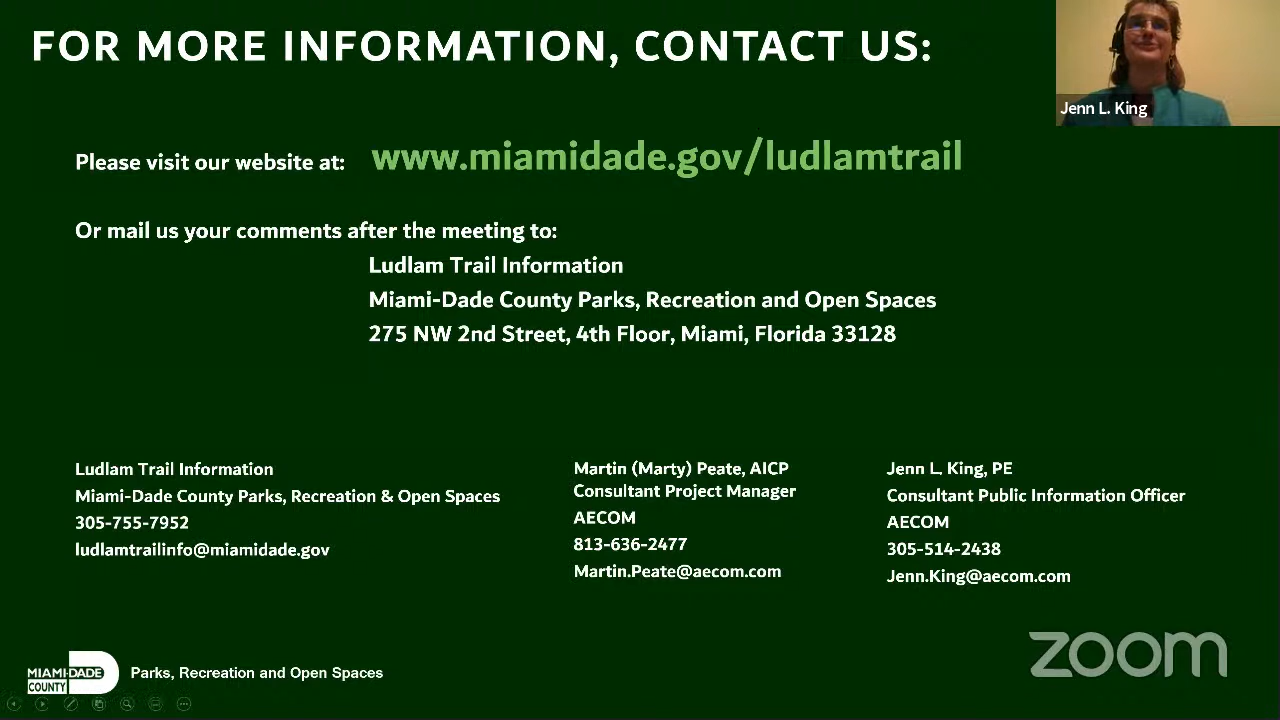 FOR MORE INFORMATION, CONTACT US:
Jenn L. King
Please visit our website at: www.miamidade.gov/ludlamtrail
Or mail us your comments after the meeting to:
Ludlam Trail Information
Miami-Dade County Parks, Recreation and Open Spaces
275 NW 2nd Street, 4th Floor, Miami, Florida 33128
Ludlam Trail Information
Miami-Dade County Parks, Recreation & Open Spaces
305-755-7952
ludlamtrailinfo@miamidade.gov
Martin (Marty) Peate, AICP
Consultant Project Manager
AECOM
813-636-2477
Martin.Peate@aecom.com
Jenn L. King, PE
Consultant Public Information Officer
AECOM
305-514-2438
Jenn.King@aecom.com
MIAMI-DADE
COUNTY
Parks, Recreation and Open Spaces
zoom